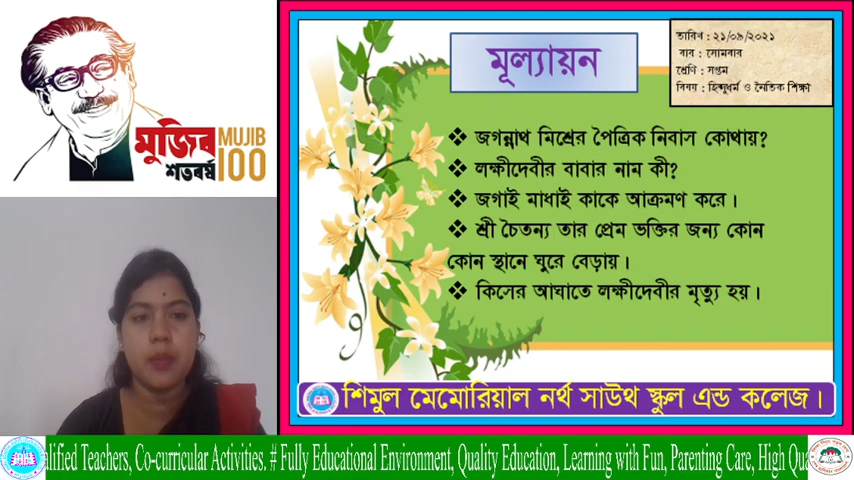 মুজিব
শতবর্ষ
MUJIB
100
মূল্যায়ন
তারিখ : ২১/০৯/২০২১
বার : সোমবার
শ্রেণি : সপ্তম
বিষয় : হিন্দুধর্ম ও নৈতিক শিক্ষা
❖ জগন্নাথ মিশ্রের পৈত্রিক নিবাস কোথায়?
❖ লক্ষীদেবীর বাবার নাম কী?
❖ জগাই মাধাই কাকে আক্রমণ করে।
❖ শ্রী চৈতন্য তার প্রেম ভক্তির জন্য কোন
কোন স্থানে ঘুরে বেড়ায়।
❖ কিসের আঘাতে লক্ষীদেবীর মৃত্যু হয়।
শিমুল মেমোরিয়াল নর্থ সাউথ স্কুল এন্ড কলেজ।
alified Teachers, Co-curricular Activities. # Fully Educational Environment, Quality Education, Learning with Fun, Parenting Care, High Qua